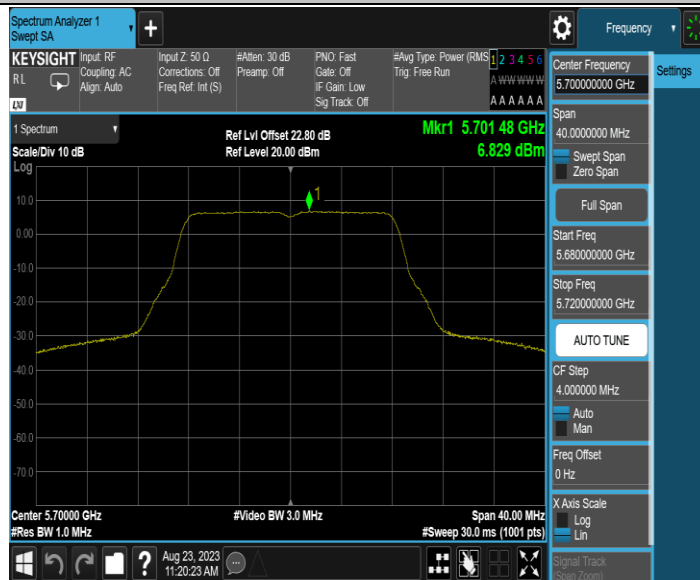 Spectrum Analyzer 1
Swept SA
Frequency
KEYSIGHT
R L
LXI
Input: RF
Coupling: AC
Align: Auto
Input Z: 50 Ω
Corrections: Off
Freq Ref: Int (S)
#Atten: 30 dB
Preamp: Off
PNO: Fast
Gate: Off
IF Gain: Low
Sig Track: Off
#Avg Type: Power (RMS
Trig: Free Run
1 2 3 4 5 6
A W W W W W
A A A A A A
Settings
1 Spectrum
Scale/Div 10 dB
Ref Lvl Offset 22.80 dB
Ref Level 20.00 dBm
Mkr1 5.701 48 GHz
6.829 dBm
Log
10.0
0.00
-10.0
-20.0
-30.0
-40.0
-50.0
-60.0
-70.0
1
Center 5.70000 GHz
#Res BW 1.0 MHz
#Video BW 3.0 MHz
Span 40.00 MHz
#Sweep 30.0 ms (1001 pts)
Aug 23, 2023
11:20:23 AM
Center Frequency
5.700000000 GHz
Span
40.0000000 MHz
Swept Span
Zero Span
Full Span
Start Freq
5.680000000 GHz
Stop Freq
5.720000000 GHz
AUTO TUNE
CF Step
4.000000 MHz
Auto
Man
Freq Offset
0 Hz
X Axis Scale
Log
Lin
Signal Track
(Span Zoom)